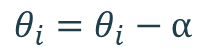 θᵢ = θᵢ − α